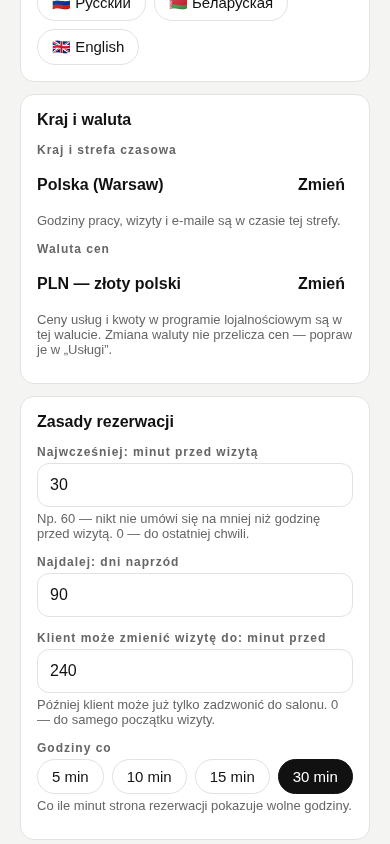 Русский Беларуская
English
Kraj i waluta
Kraj i strefa czasowa
Polska (Warsaw) Zmień
Godziny pracy, wizyty i e-maile są w czasie tej strefy.
Waluta cen
PLN — złoty polski Zmień
Ceny usług i kwoty w programie lojalnościowym są w
tej walucie. Zmiana waluty nie przelicza cen — popraw
je w „Usługi”.
Zasady rezerwacji
Najwcześniej: minut przed wizytą
30
Np. 60 — nikt nie umówi się na mniej niż godzinę
przed wizytą. 0 — do ostatniej chwili.
Najdalej: dni naprzód
90
Klient może zmienić wizytę do: minut przed
240
Później klient może już tylko zadzwonić do salonu. 0
— do samego początku wizyty.
Godziny co
5 min 10 min 15 min 30 min
Co ile minut strona rezerwacji pokazuje wolne godziny.